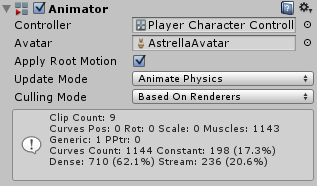 Animator
Controller Player Character Controll
Avatar AstrellaAvatar
Apply Root Motion
Update Mode Animate Physics
Culling Mode Based On Renderers
Clip Count: 9
Curves Pos: 0 Rot: 0 Scale: 0 Muscles: 1143
Generic: 1 PPtr: 0
Curves Count: 1144 Constant: 198 (17.3%)
Dense: 710 (62.1%) Stream: 236 (20.6%)